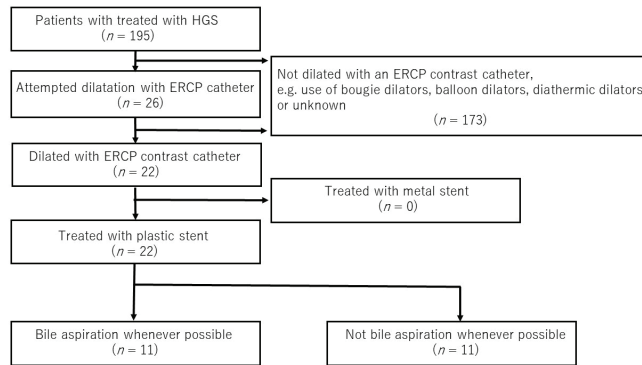 Patients with treated with HGS
(n = 195)
Not dilated with an ERCP contrast catheter,
e.g. use of bougie dilators, balloon dilators, diathermic dilators
or unknown
(n = 173)
Attempted dilatation with ERCP catheter
(n = 26)
Dilated with ERCP contrast catheter
(n = 22)
Treated with metal stent
(n = 0)
Treated with plastic stent
(n = 22)
Bile aspiration whenever possible
(n = 11)
Not bile aspiration whenever possible
(n = 11)